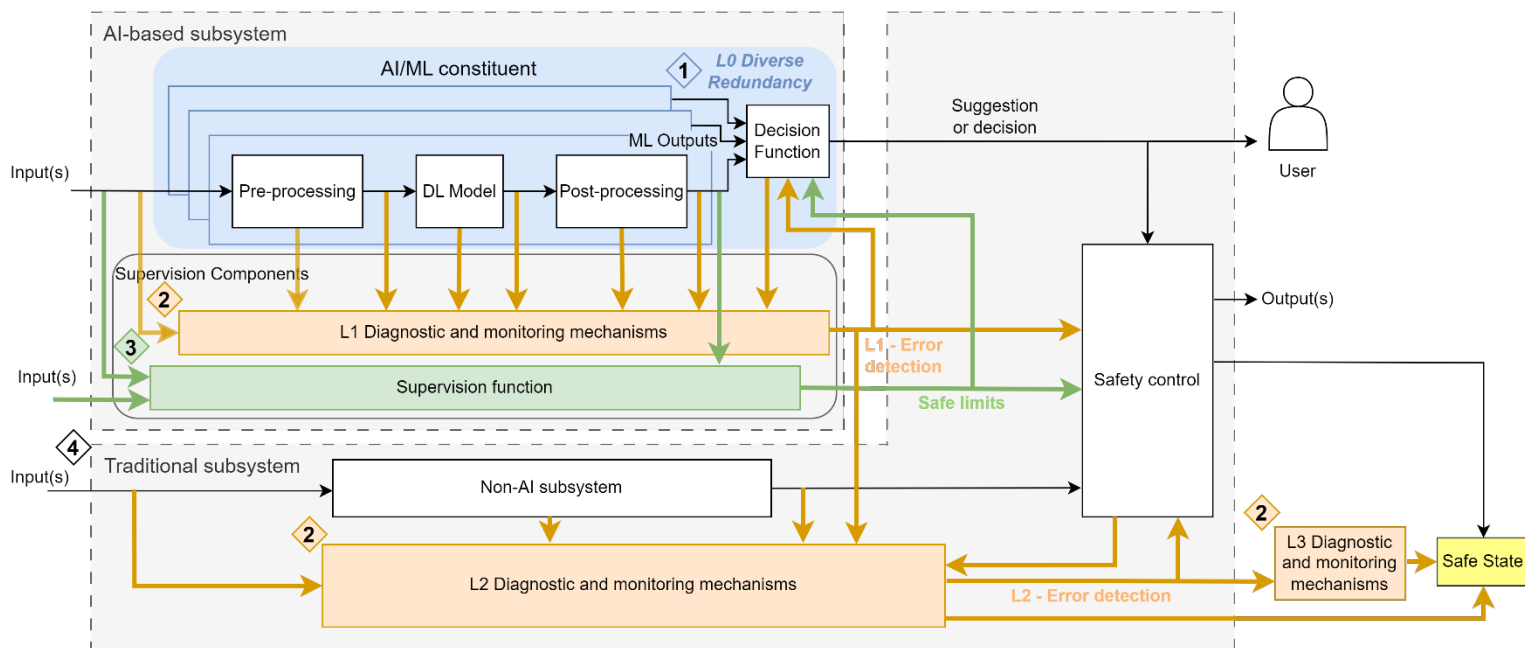 AI-based subsystem
AI/ML constituent
1
L0 Diverse
Redundancy
Suggestion
or decision
ML Outputs
Decision
Function
Input(s)
Pre-processing
DL Model
Post-processing
User
Supervision Components
2
L1 Diagnostic and monitoring mechanisms
Output(s)
3
L1 - Error
detection
Input(s)
Supervision function
Safe limits
Safety control
4
Traditional subsystem
Input(s)
Non-AI subsystem
2
2
L2 Diagnostic and monitoring mechanisms
L2 - Error detection
L3 Diagnostic
and monitoring
mechanisms
Safe State